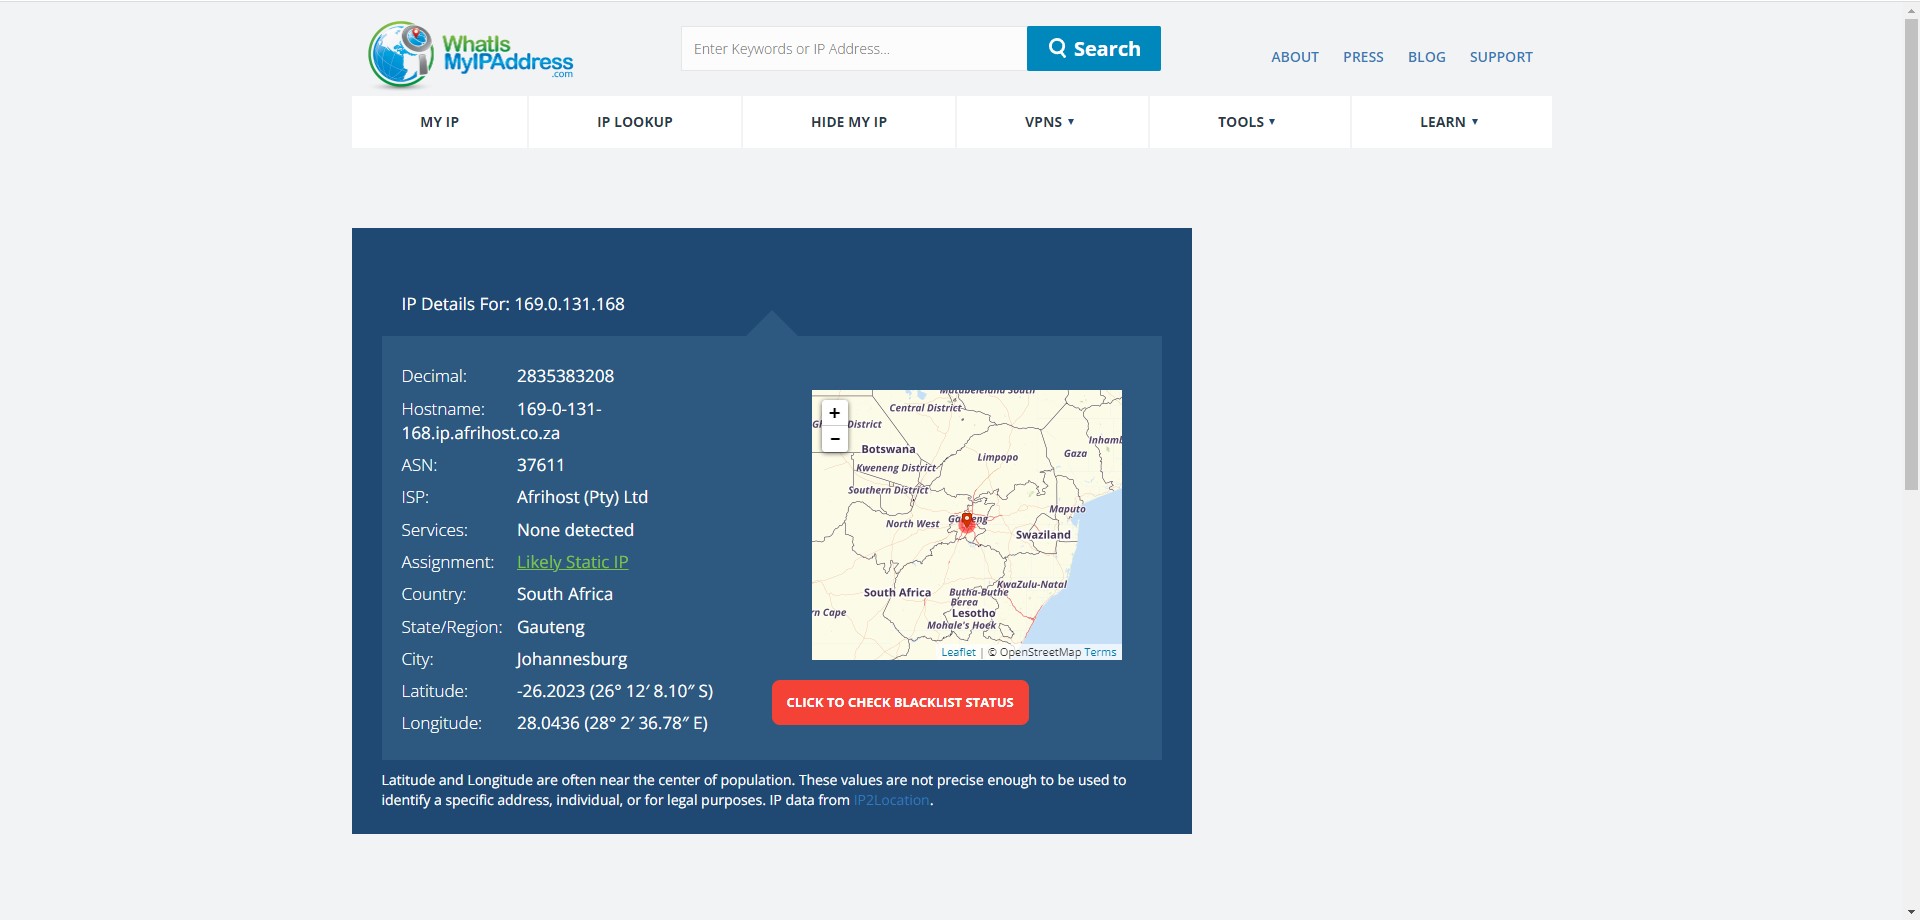 WhatIs
MyIPAddress
.com
Enter Keywords or IP Address...
Search
ABOUT PRESS BLOG SUPPORT
MY IP IP LOOKUP HIDE MY IP VPNS ▾ TOOLS ▾ LEARN ▾
IP Details For: 169.0.131.168
Decimal: 2835383208
Hostname: 169-0-131-
168.ip.afrihost.co.za
ASN: 37611
ISP: Afrihost (Pty) Ltd
Services: None detected
Assignment: Likely Static IP
Country: South Africa
State/Region: Gauteng
City: Johannesburg
Latitude: -26.2023 (26° 12′ 8.10″ S)
Longitude: 28.0436 (28° 2′ 36.78″ E)
+
−
Central District
District
Botswana
Limpopo
Gaza
Kweneng District
Southern District
Maputo
North West
Gauteng
Swaziland
KwaZulu-Natal
South Africa
Butha-Buthe
Berea
Lesotho
Mohale's Hoek
Leaflet | © OpenStreetMap Terms
CLICK TO CHECK BLACKLIST STATUS
Latitude and Longitude are often near the center of population. These values are not precise enough to be used to
identify a specific address, individual, or for legal purposes. IP data from IP2Location.